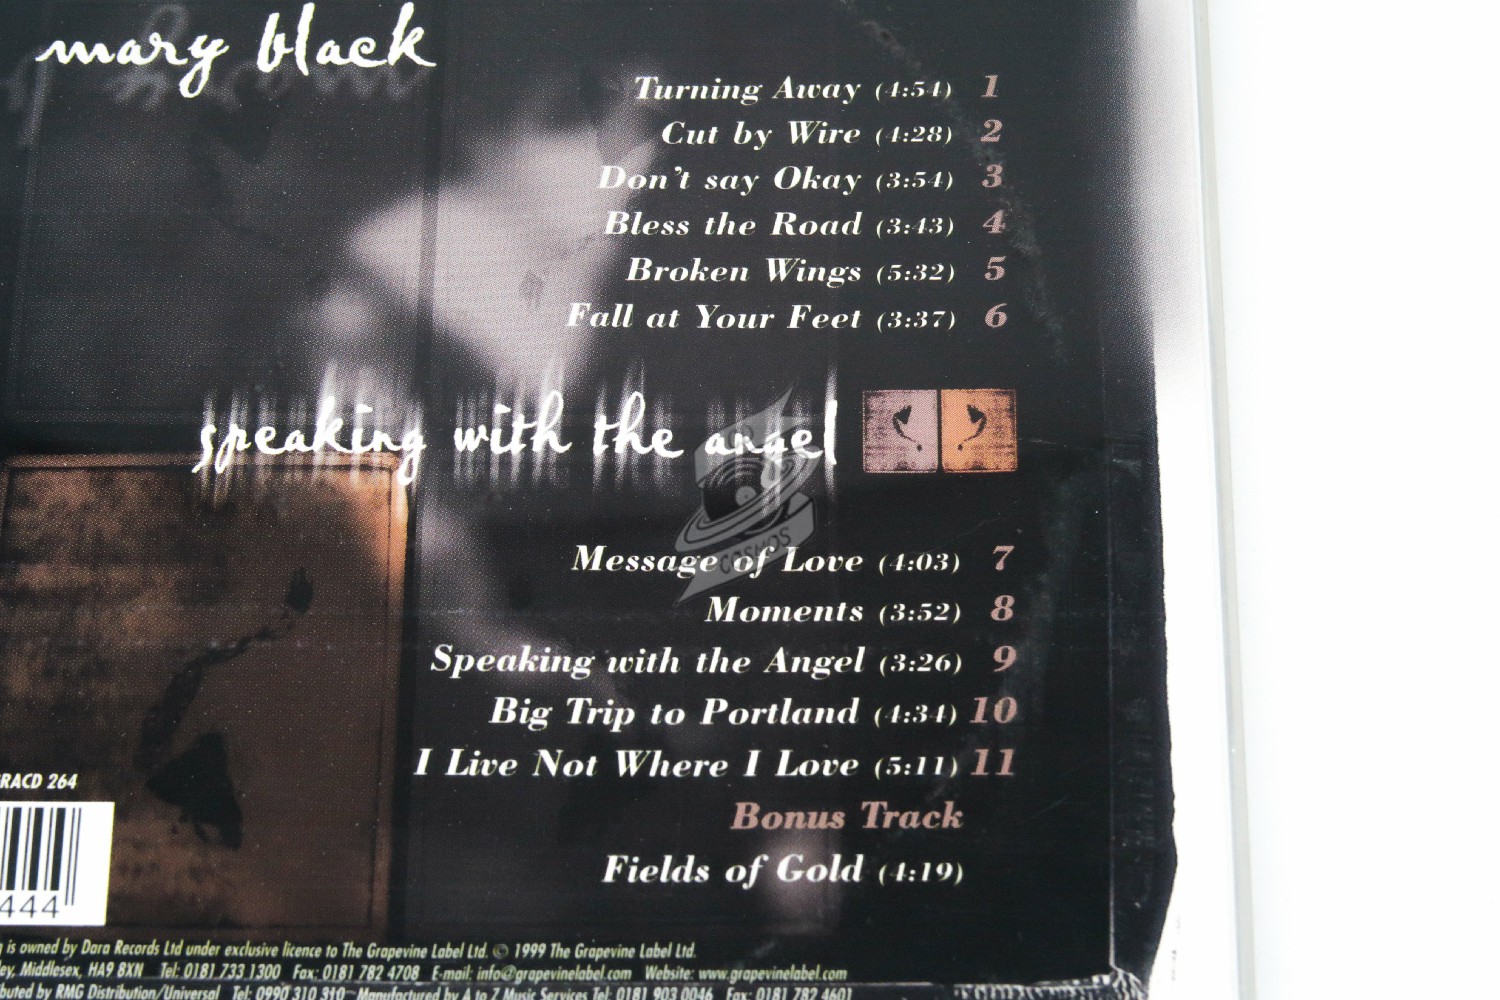 mary black
Turning Away (4:54) 1
Cut by Wire (4:28) 2
Don't say Okay (3:54) 3
Bless the Road (3:43) 4
Broken Wings (5:32) 5
Fall at Your Feet (3:37) 6
speaking with the angel
COSMOS
Message of Love (4:03) 7
Moments (3:52) 8
Speaking with the Angel (3:26) 9
Big Trip to Portland (4:34) 10
I Live Not Where I Love (5:11) 11
Bonus Track
Fields of Gold (4:19)
RACD 264
444
is owned by Dara Records Ltd under exclusive licence to The Grapevine Label Ltd. © 1999 The Grapevine Label Ltd.
ey, Middlesex, HA9 8XN Tel: 0181 733 1300 Fax: 0181 782 4708 E-mail: info@grapevinelabel.com Website: www.grapevinelabel.com
buted by RMG Distribution/Universal Tel: 0990 310 310 Manufactured by A to Z Music Services Tel: 0181 903 0046 Fax: 0181 782 4601